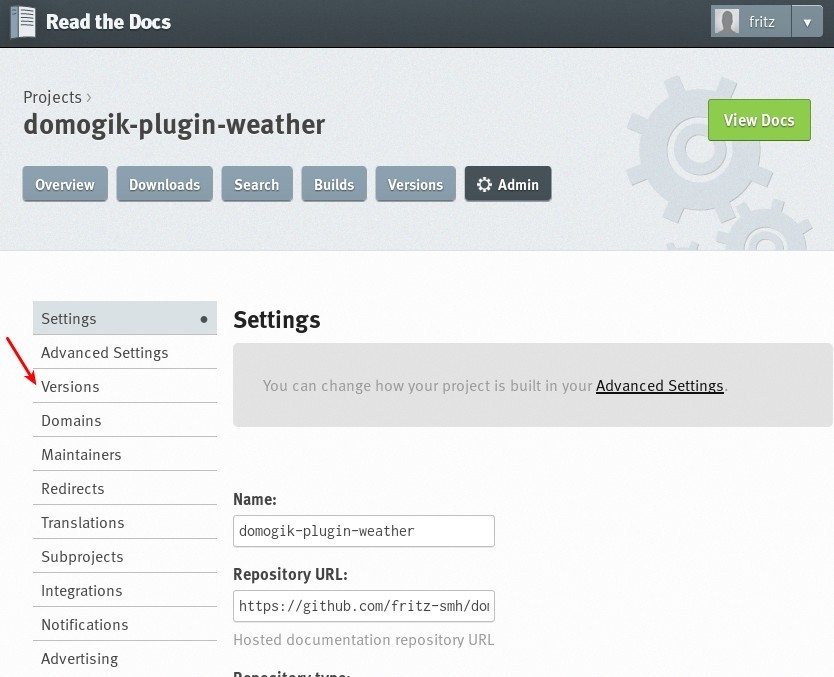 Read the Docs
fritz ▼
Projects ›
domogik-plugin-weather
View Docs
Overview
Downloads
Search
Builds
Versions
Admin
Settings
Advanced Settings
Versions
Domains
Maintainers
Redirects
Translations
Subprojects
Integrations
Notifications
Advertising
Settings
You can change how your project is built in your Advanced Settings.
Name:
domogik-plugin-weather
Repository URL:
https://github.com/fritz-smh/do
Hosted documentation repository URL
Repository type: